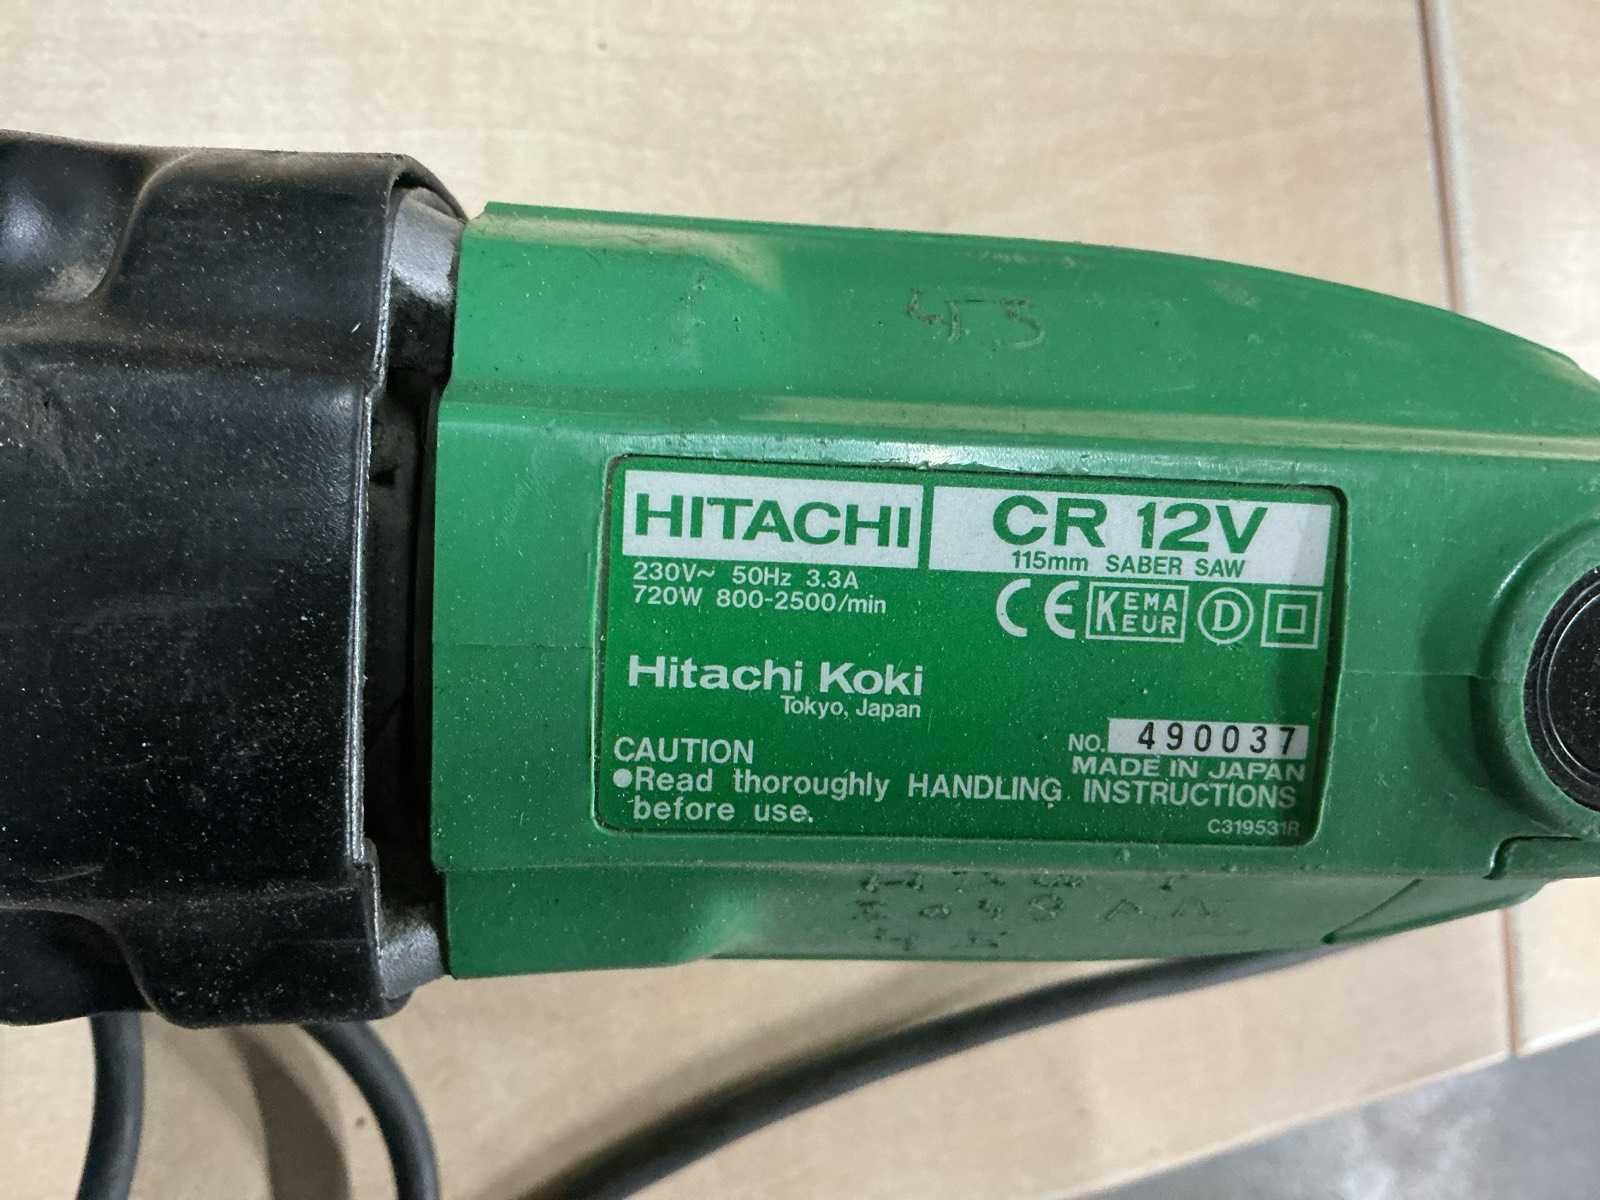 HITACHI
CR 12V
115mm SABER SAW
230V~ 50Hz 3.3A
720W 800-2500/min
CE KEMA KEUR D
Hitachi Koki
Tokyo, Japan
NO. 490037
MADE IN JAPAN
CAUTION
●Read thoroughly HANDLING INSTRUCTIONS
before use.
C319531R